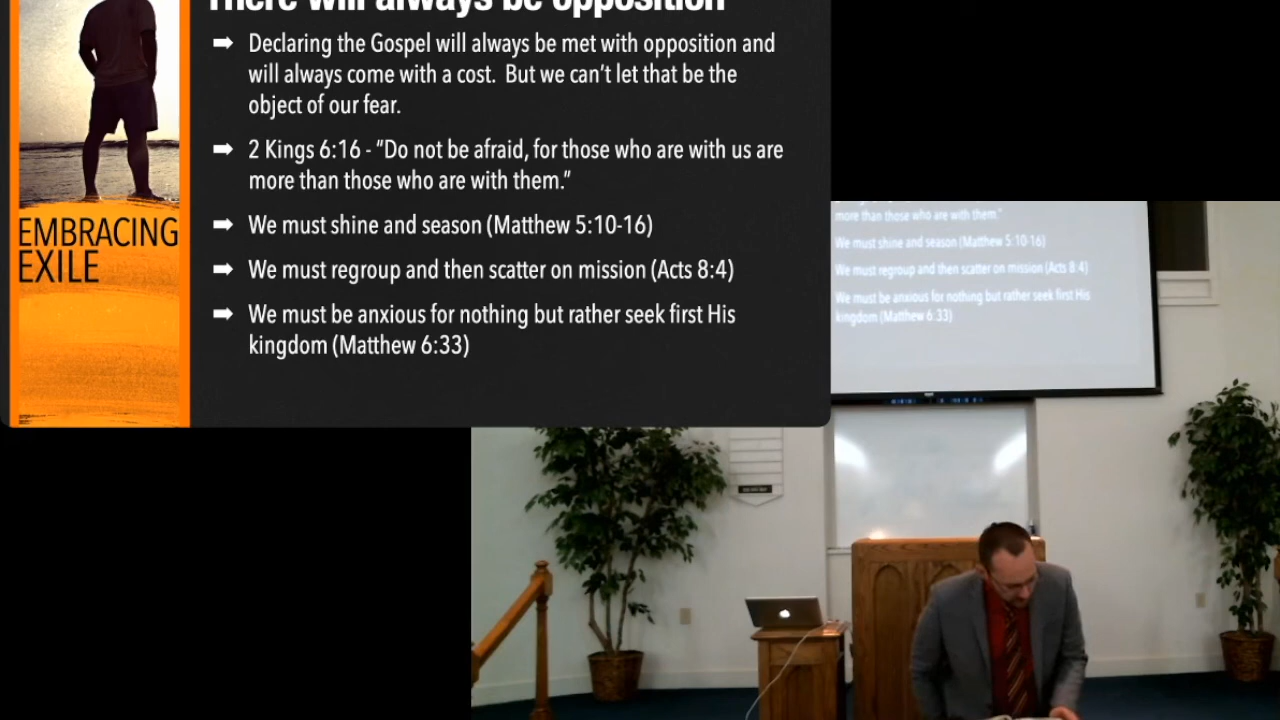 There will always be opposition
➡ Declaring the Gospel will always be met with opposition and
will always come with a cost.  But we can't let that be the
object of our fear.
➡ 2 Kings 6:16 - "Do not be afraid, for those who are with us are
more than those who are with them."
➡ We must shine and season (Matthew 5:10-16)
➡ We must regroup and then scatter on mission (Acts 8:4)
➡ We must be anxious for nothing but rather seek first His
kingdom (Matthew 6:33)
EMBRACING
EXILE
more than those who are with them."
We must shine and season (Matthew 5:10-16)
We must regroup and then scatter on mission (Acts 8:4)
We must be anxious for nothing but rather seek first His
kingdom (Matthew 6:33)